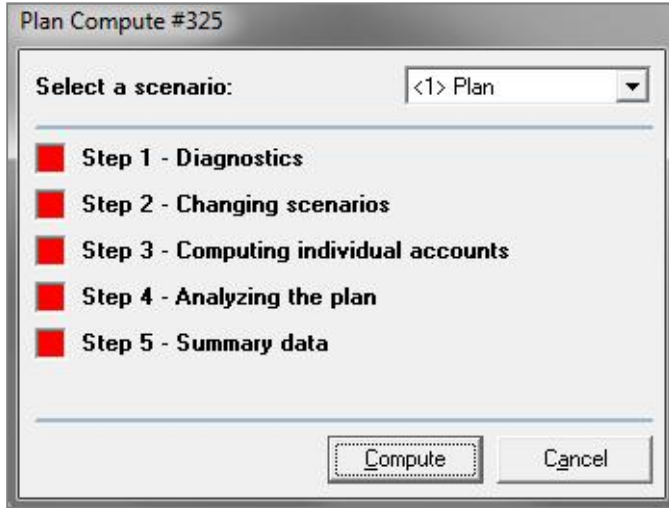 Plan Compute #325
Select a scenario: <1> Plan
Step 1 - Diagnostics
Step 2 - Changing scenarios
Step 3 - Computing individual accounts
Step 4 - Analyzing the plan
Step 5 - Summary data
Compute Cancel